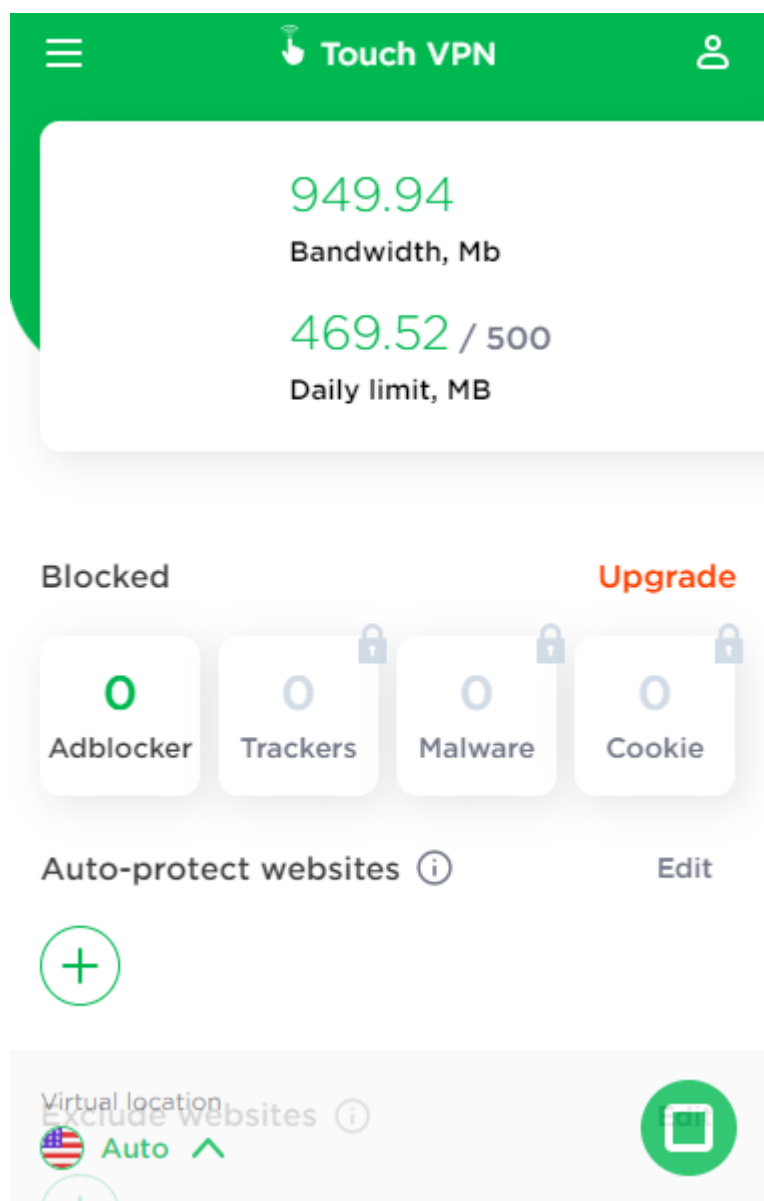 Touch VPN
949.94
Bandwidth, Mb
469.52 / 500
Daily limit, MB
Blocked Upgrade
0 0 0 0
Adblocker Trackers Malware Cookie
Auto-protect websites Edit
Virtual location
Exclude websites Edit
Auto